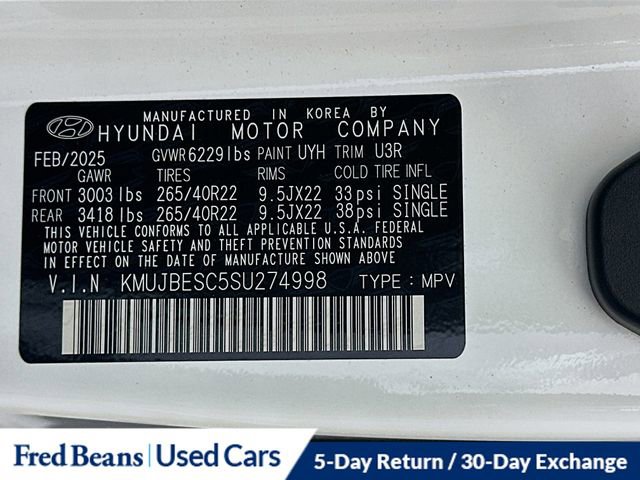 MANUFACTURED IN KOREA BY
HYUNDAI MOTOR COMPANY
FEB/2025 GVWR 6229 lbs PAINT UYH TRIM U3R
GAWR TIRES RIMS COLD TIRE INFL
FRONT 3003 lbs 265/40R22 9.5JX22 33psi SINGLE
REAR 3418 lbs 265/40R22 9.5JX22 38psi SINGLE
THIS VEHICLE CONFORMS TO ALL APPLICABLE U.S.A. FEDERAL
MOTOR VEHICLE SAFETY, BUMPER, AND THEFT PREVENTION STANDARDS
IN EFFECT ON THE DATE OF MANUFACTURE SHOWN ABOVE.
V.I.N KMUJBESC5SU274998 TYPE : MPV
Fred Beans | Used Cars 5-Day Return / 30-Day Exchange